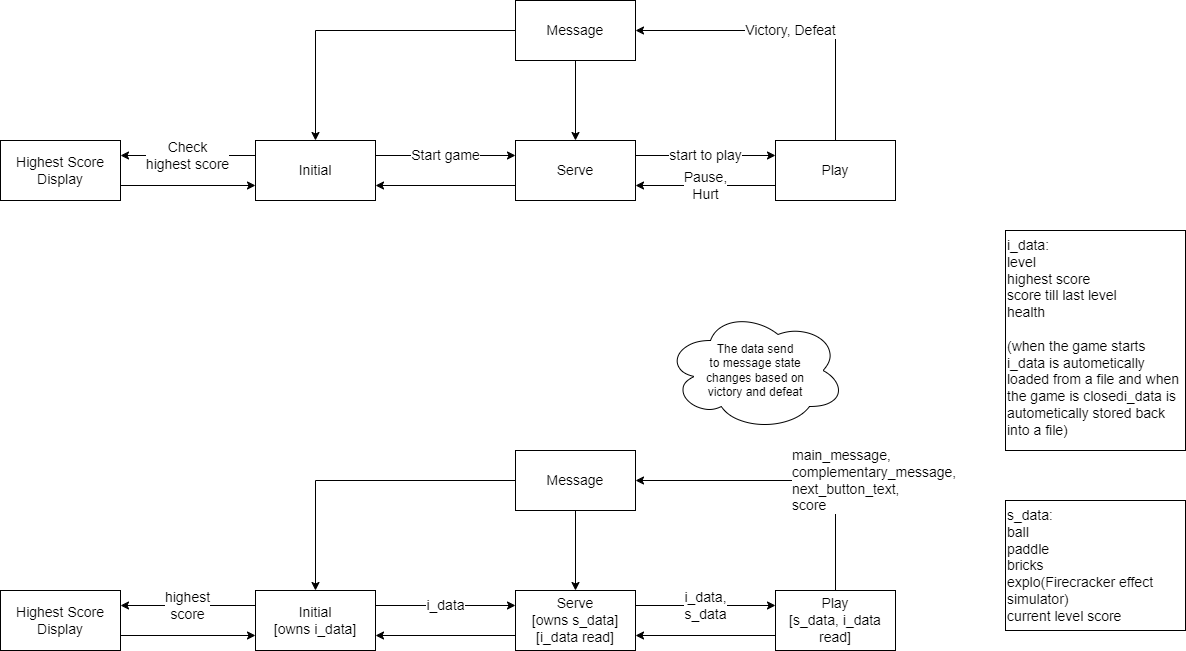 Message
Victory, Defeat
Check
highest score
Highest Score
Display
Initial
Start game
Serve
start to play
Pause,
Hurt
Play
i_data:
level
highest score
score till last level
health
(when the game starts
i_data is autometically
loaded from a file and when
the game is closedi_data is
autometically stored back
into a file)
The data send
to message state
changes based on
victory and defeat
Message
main_message,
complementary_message,
next_button_text,
score
s_data:
ball
paddle
bricks
explo(Firecracker effect
simulator)
current level score
Highest Score
Display
highest
score
Initial
[owns i_data]
i_data
Serve
[owns s_data]
[i_data read]
i_data,
s_data
Play
[s_data, i_data
read]